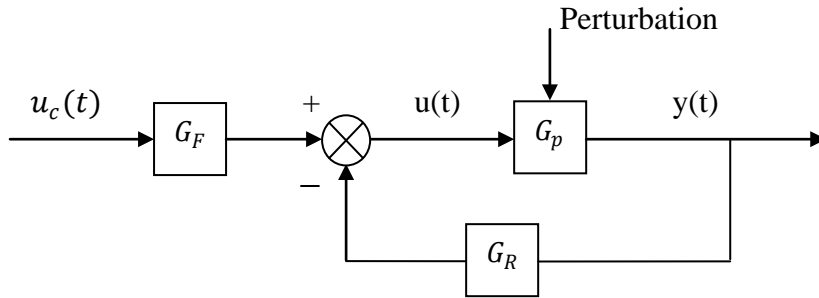 Perturbation
u_c(t)
G_F
+
u(t)
G_p
y(t)
−
G_R